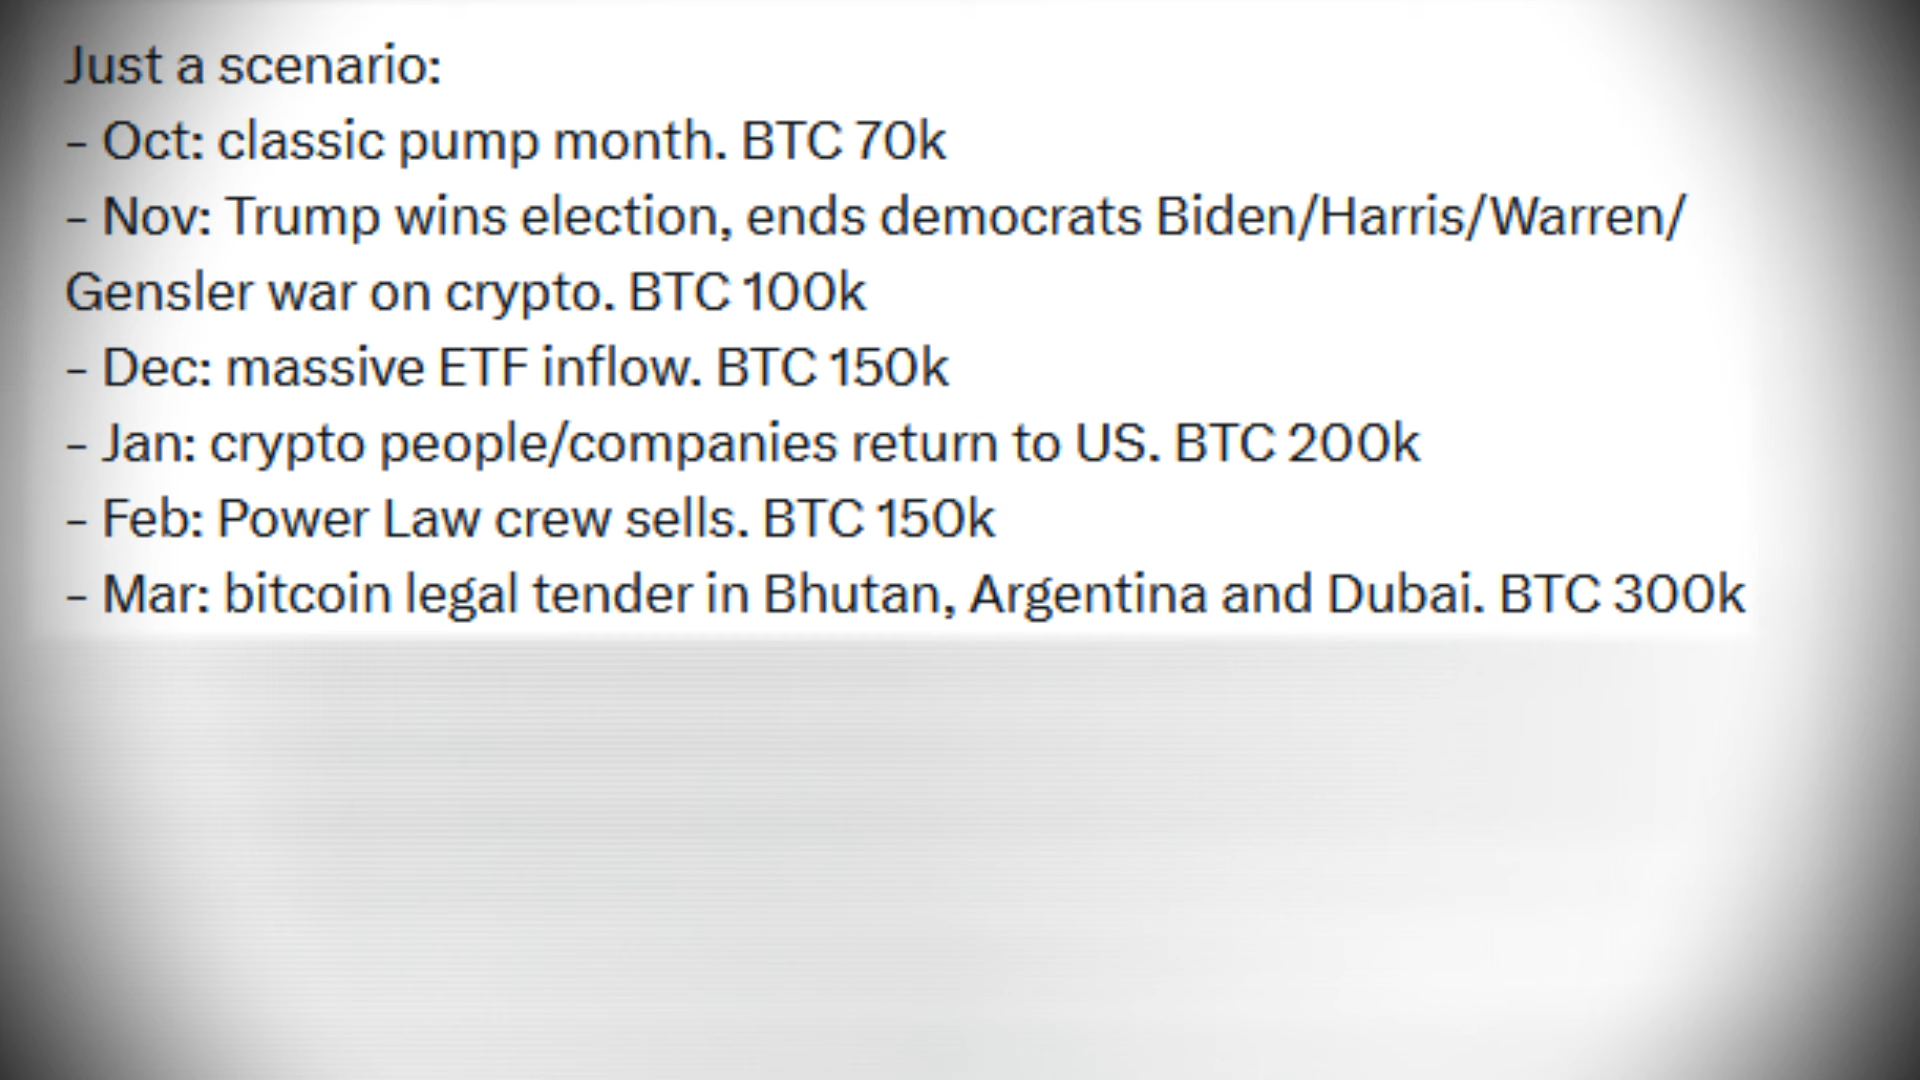 Just a scenario:
– Oct: classic pump month. BTC 70k
– Nov: Trump wins election, ends democrats Biden/Harris/Warren/
Gensler war on crypto. BTC 100k
– Dec: massive ETF inflow. BTC 150k
– Jan: crypto people/companies return to US. BTC 200k
– Feb: Power Law crew sells. BTC 150k
– Mar: bitcoin legal tender in Bhutan, Argentina and Dubai. BTC 300k